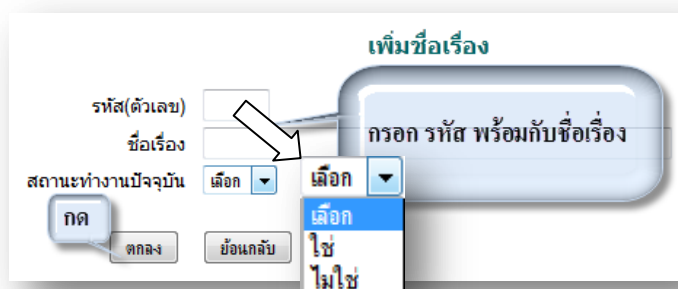 เพิ่มชื่อเรื่อง
รหัส(ตัวเลข)
ชื่อเรื่อง
กรอก รหัส พร้อมกับชื่อเรื่อง
สถานะทำงานปัจจุบัน เลือก
เลือก
เลือก
ใช่
ไม่ใช่
กด
ตกลง ย้อนกลับ